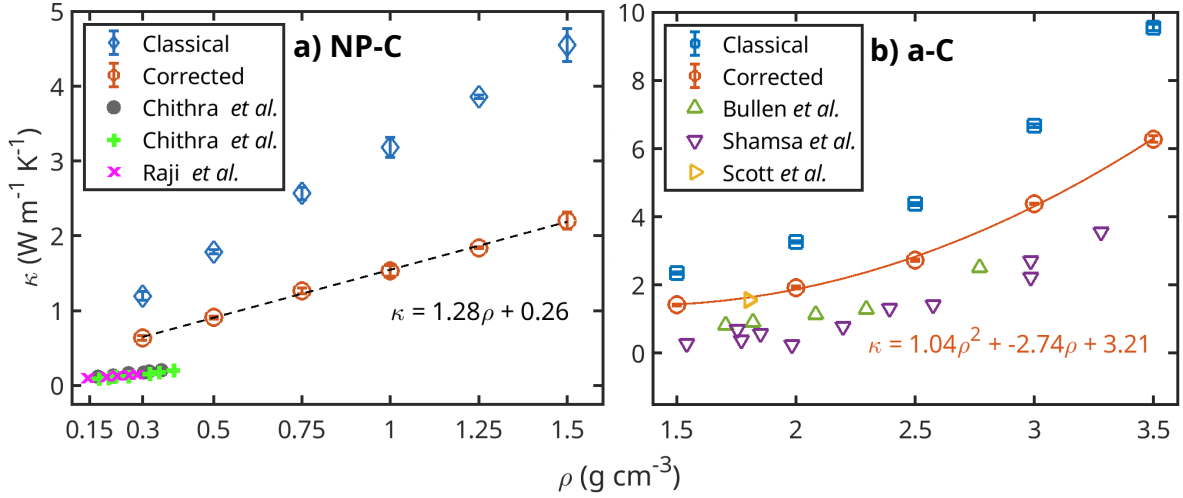 a) NP-C
Classical
Corrected
Chithra et al.
Chithra et al.
Raji et al.
κ = 1.28ρ + 0.26
5
4
3
2
1
0
0.15 0.3 0.5 0.75 1 1.25 1.5
κ (W m⁻¹ K⁻¹)
b) a-C
Classical
Corrected
Bullen et al.
Shamsa et al.
Scott et al.
κ = 1.04ρ² + -2.74ρ + 3.21
10
8
6
4
2
0
1.5 2 2.5 3 3.5
ρ (g cm⁻³)